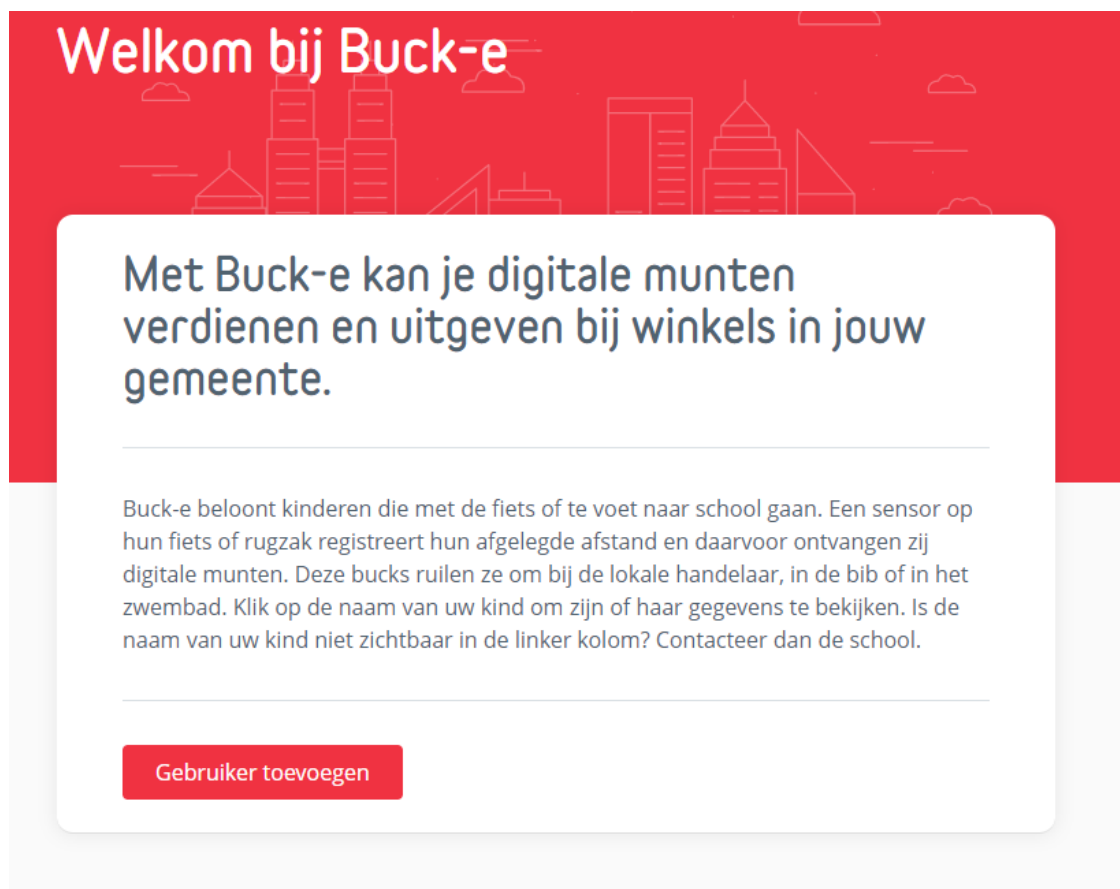 Welkom bij Buck-e
Met Buck-e kan je digitale munten
verdienen en uitgeven bij winkels in jouw
gemeente.
Buck-e beloont kinderen die met de fiets of te voet naar school gaan. Een sensor op
hun fiets of rugzak registreert hun afgelegde afstand en daarvoor ontvangen zij
digitale munten. Deze bucks ruilen ze om bij de lokale handelaar, in de bib of in het
zwembad. Klik op de naam van uw kind om zijn of haar gegevens te bekijken. Is de
naam van uw kind niet zichtbaar in de linker kolom? Contacteer dan de school.
Gebruiker toevoegen